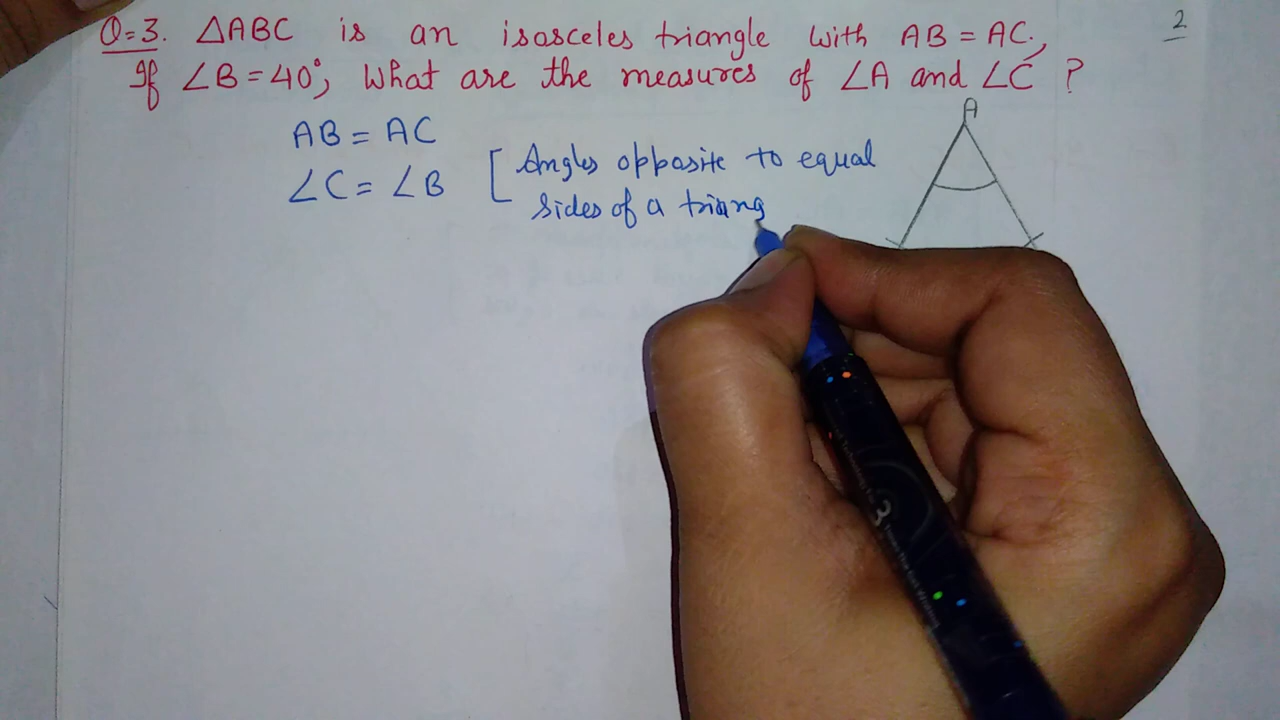 Q=3. △ABC is an isosceles triangle with AB = AC,
If ∠B = 40°, What are the measures of ∠A and ∠C ?
2
AB = AC
∠C = ∠B [ Angles opposite to equal
sides of a triang
A
3